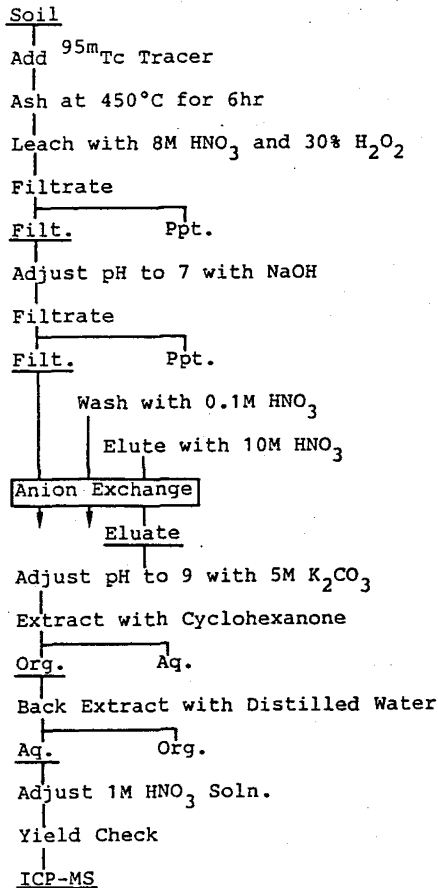 Soil
Add 95mTc Tracer
Ash at 450°C for 6hr
Leach with 8M HNO3 and 30% H2O2
Filtrate
Filt. Ppt.
Adjust pH to 7 with NaOH
Filtrate
Filt. Ppt.
Wash with 0.1M HNO3
Elute with 10M HNO3
Anion Exchange
Eluate
Adjust pH to 9 with 5M K2CO3
Extract with Cyclohexanone
Org. Aq.
Back Extract with Distilled Water
Aq. Org.
Adjust 1M HNO3 Soln.
Yield Check
ICP-MS